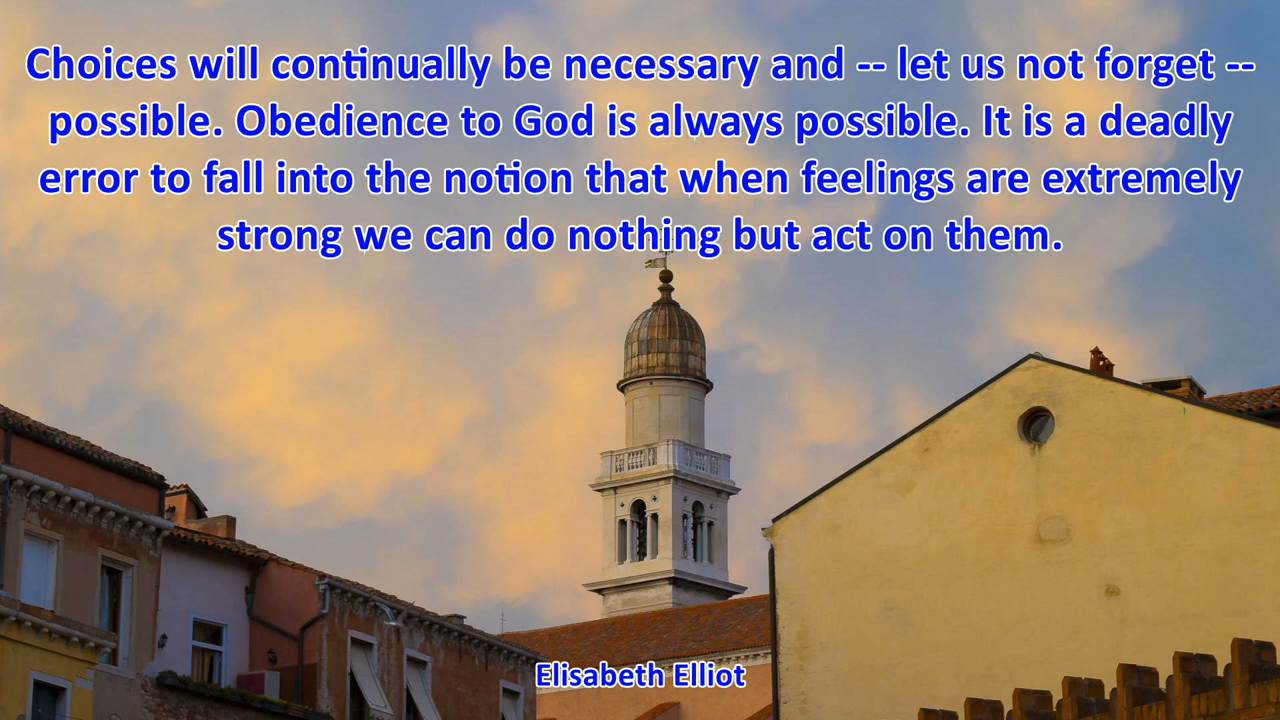 Choices will continually be necessary and -- let us not forget --
possible. Obedience to God is always possible. It is a deadly
error to fall into the notion that when feelings are extremely
strong we can do nothing but act on them.
Elisabeth Elliot